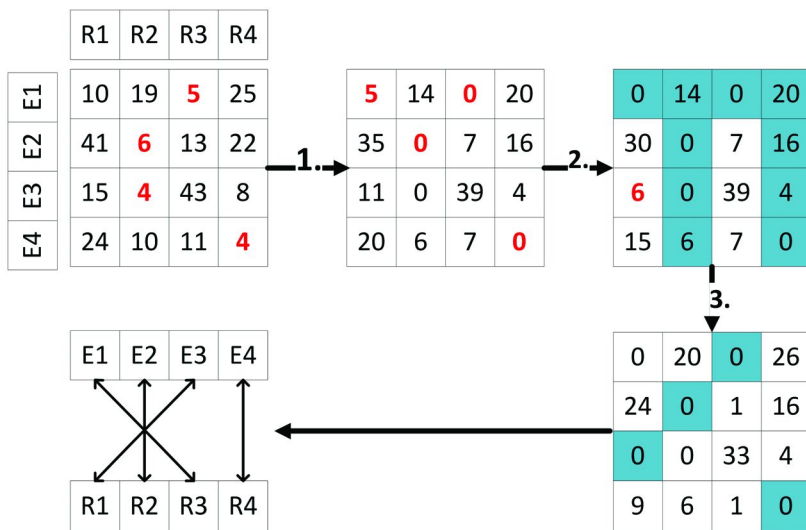 R1 R2 R3 R4
E1 10 19 5 25
E2 41 6 13 22
E3 15 4 43 8
E4 24 10 11 4
1.
5 14 0 20
35 0 7 16
11 0 39 4
20 6 7 0
2.
0 14 0 20
30 0 7 16
6 0 39 4
15 6 7 0
3.
0 20 0 26
24 0 1 16
0 0 33 4
9 6 1 0
E1 E2 E3 E4
R1 R2 R3 R4